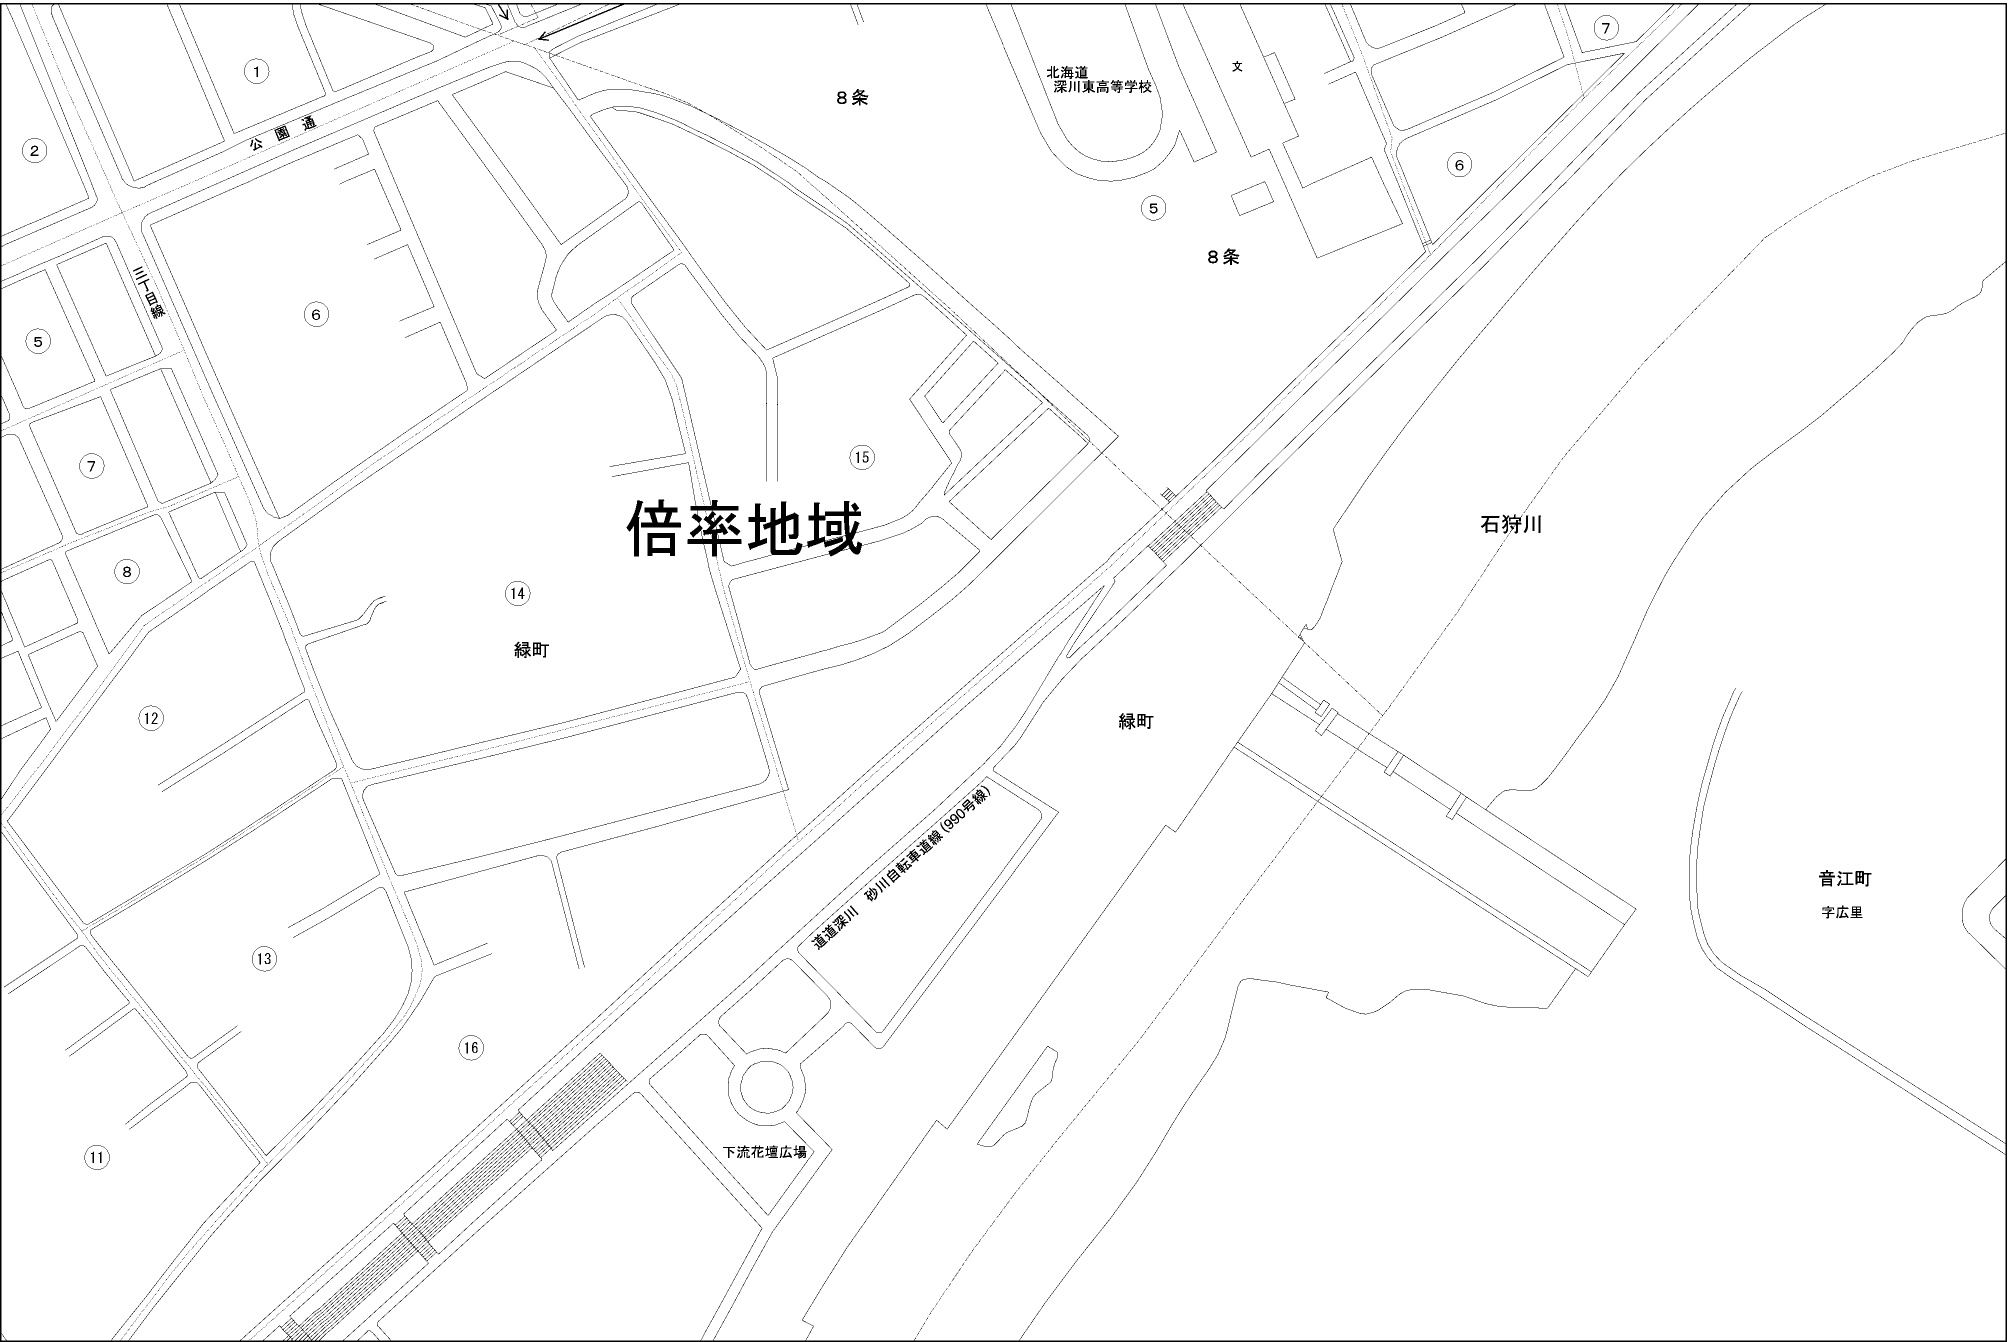 ⑦
①
文
北海道
深川東高等学校
8条
公園通
②
⑥
⑤
8条
三丁目線
⑥
⑤
⑮
⑦
倍率地域
石狩川
⑧
⑭
緑町
⑫
緑町
道道深川 砂川自転車道線(990号線)
音江町
字広里
⑬
⑯
下流花壇広場
⑪